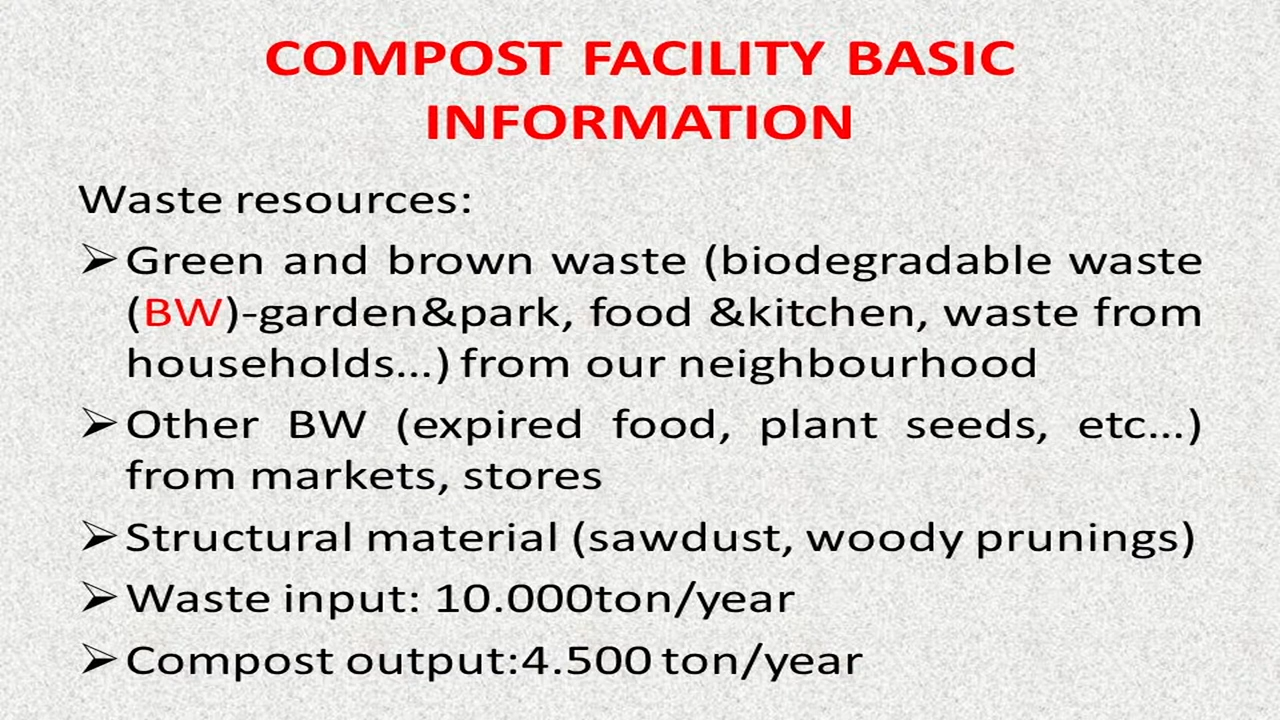 COMPOST FACILITY BASIC
INFORMATION
Waste resources:
➢Green and brown waste (biodegradable waste
(BW)-garden&park, food &kitchen, waste from
households...) from our neighbourhood
➢Other BW (expired food, plant seeds, etc...)
from markets, stores
➢Structural material (sawdust, woody prunings)
➢Waste input: 10.000ton/year
➢Compost output:4.500 ton/year